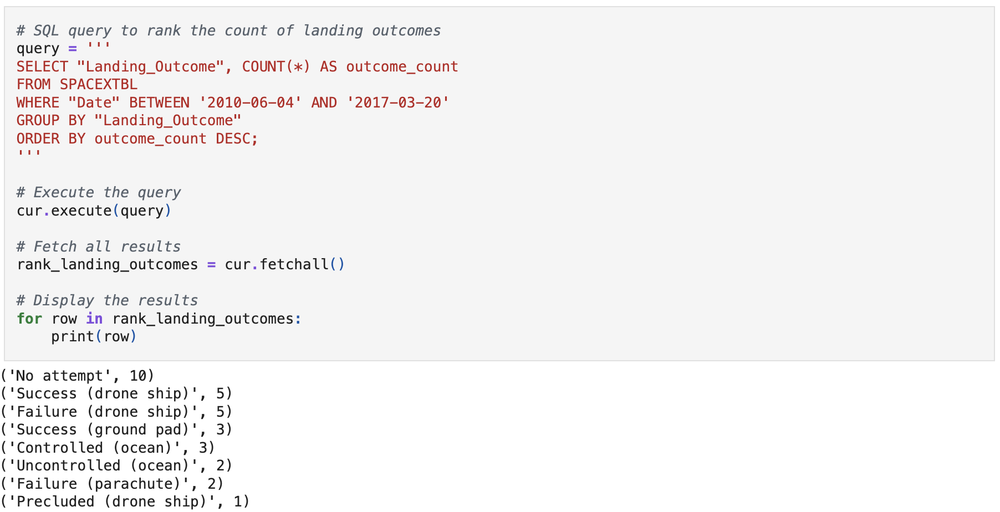 # SQL query to rank the count of landing outcomes
query = '''
SELECT "Landing_Outcome", COUNT(*) AS outcome_count
FROM SPACEXTBL
WHERE "Date" BETWEEN '2010-06-04' AND '2017-03-20'
GROUP BY "Landing_Outcome"
ORDER BY outcome_count DESC;
'''
# Execute the query
cur.execute(query)
# Fetch all results
rank_landing_outcomes = cur.fetchall()
# Display the results
for row in rank_landing_outcomes:
    print(row)
('No attempt', 10)
('Success (drone ship)', 5)
('Failure (drone ship)', 5)
('Success (ground pad)', 3)
('Controlled (ocean)', 3)
('Uncontrolled (ocean)', 2)
('Failure (parachute)', 2)
('Precluded (drone ship)', 1)